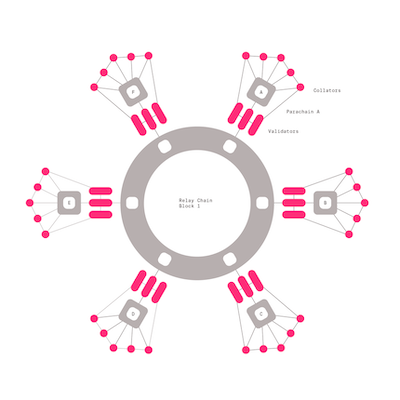 F
A
Collators
Parachain A
Validators
E
Relay Chain
Block 1
B
D
C